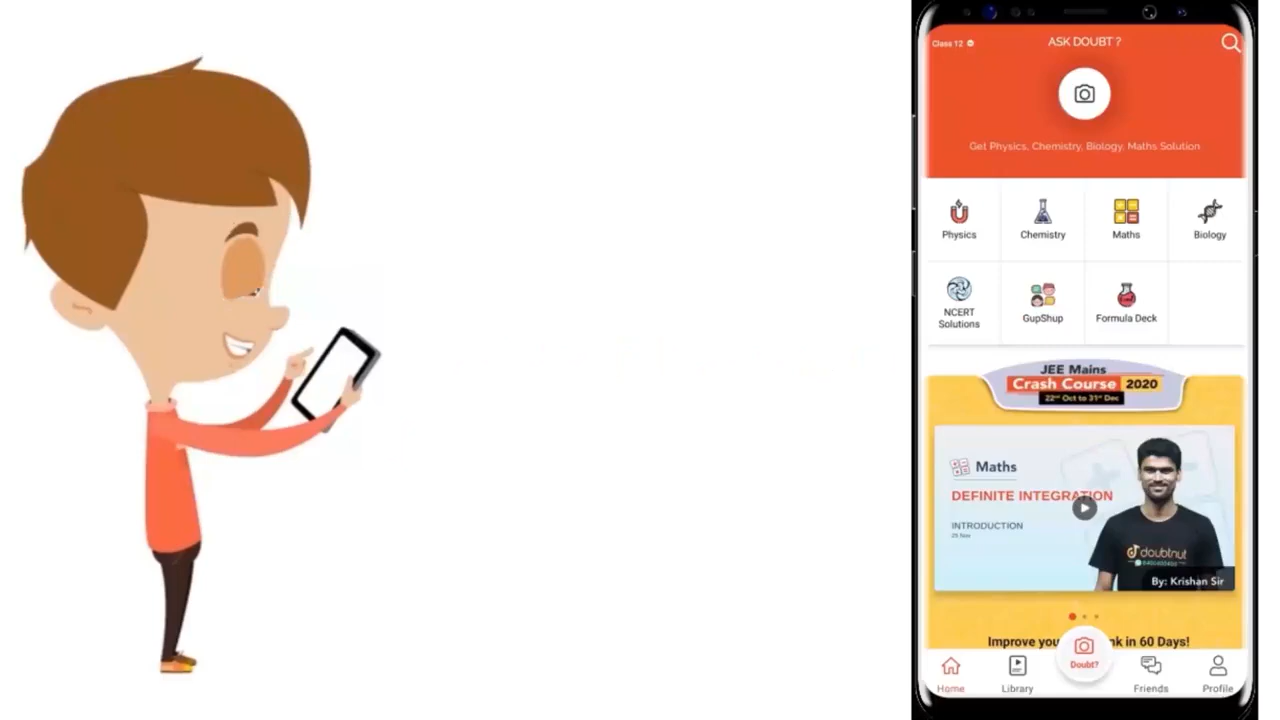 Class 12
ASK DOUBT ?
Get Physics, Chemistry, Biology, Maths Solution
Physics
Chemistry
Maths
Biology
NCERT
Solutions
GupShup
Formula Deck
JEE Mains
Crash Course 2020
22nd Oct to 31st Dec
Maths
DEFINITE INTEGRATION
INTRODUCTION
doubtnut
By: Krishan Sir
Improve you nk in 60 Days!
Doubt?
Home
Library
Friends
Profile